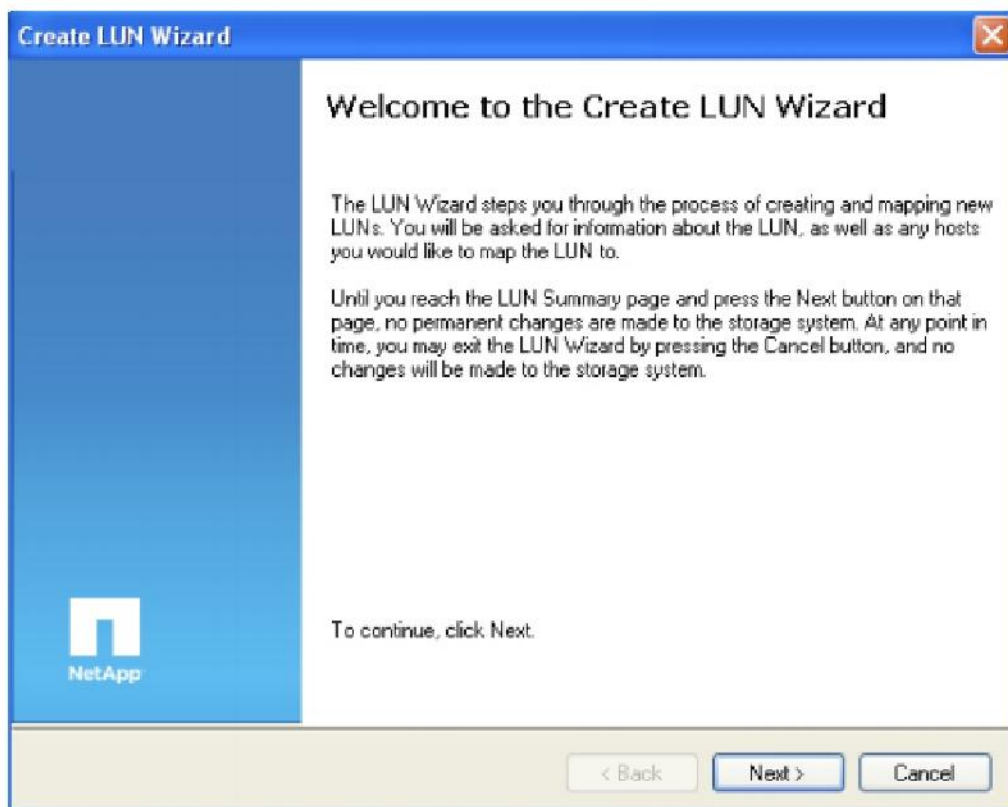 Create LUN Wizard
Welcome to the Create LUN Wizard
The LUN Wizard steps you through the process of creating and mapping new
LUNs. You will be asked for information about the LUN, as well as any hosts
you would like to map the LUN to.
Until you reach the LUN Summary page and press the Next button on that
page, no permanent changes are made to the storage system. At any point in
time, you may exit the LUN Wizard by pressing the Cancel button, and no
changes will be made to the storage system.
To continue, click Next.
NetApp
< Back Next > Cancel